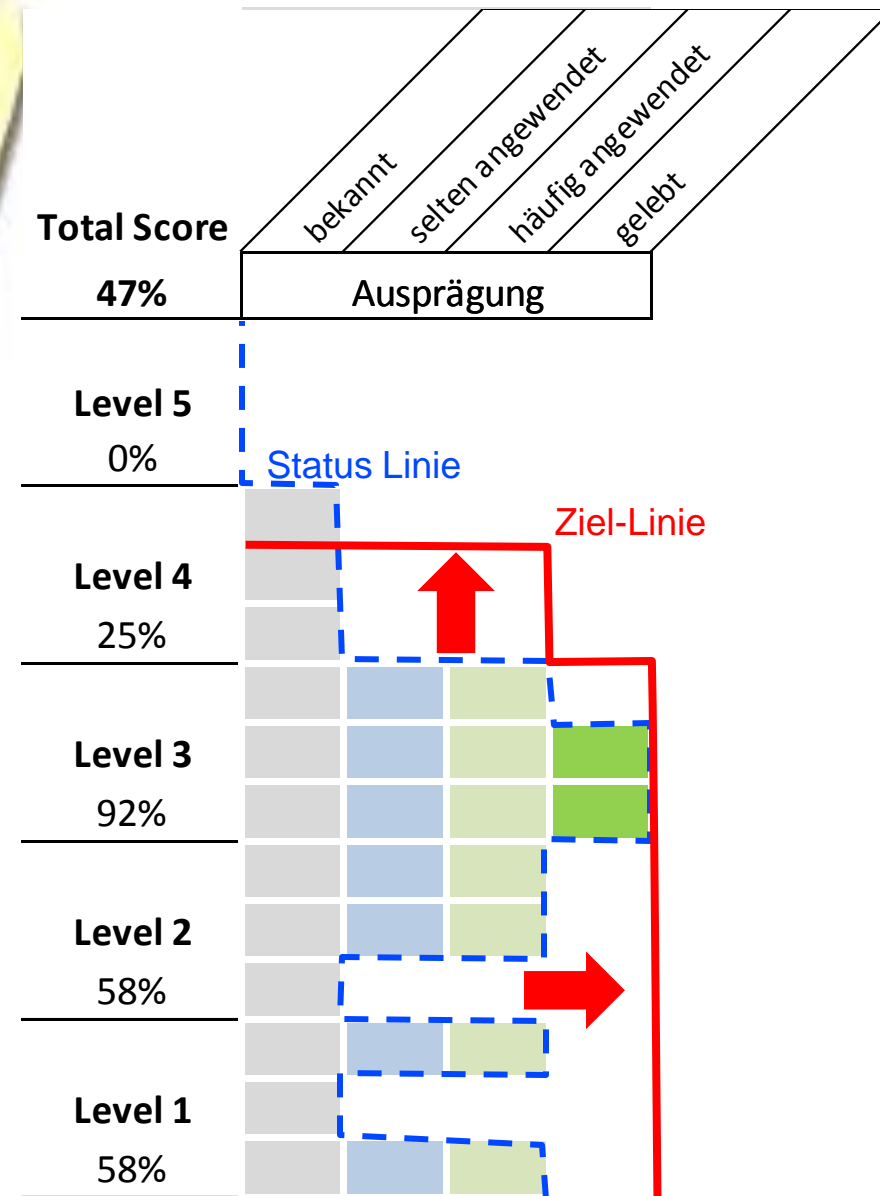 bekannt
selten angewendet
häufig angewendet
gelebt
Total Score
47%
Ausprägung
Level 5
0%
Status Linie
Ziel-Linie
Level 4
25%
Level 3
92%
Level 2
58%
Level 1
58%